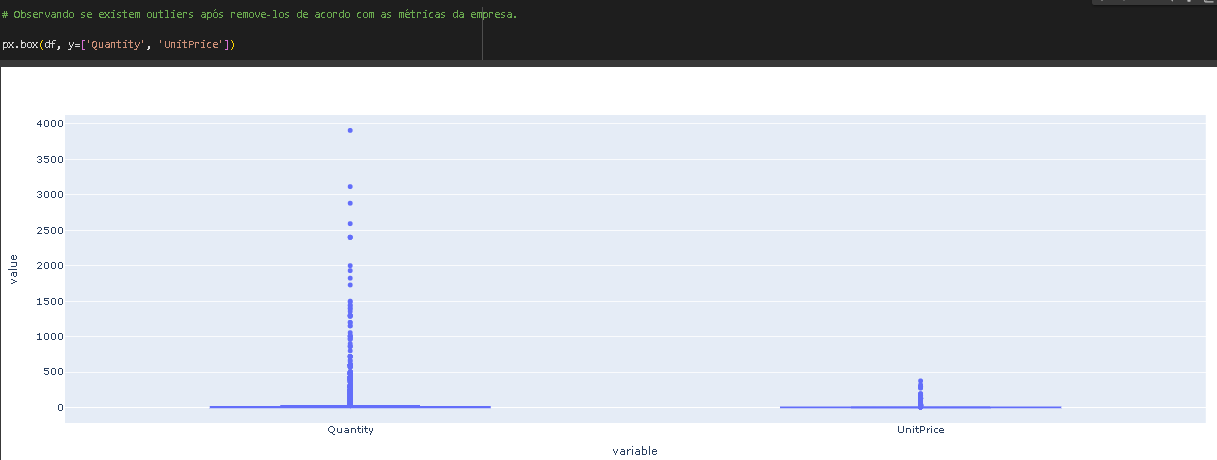 # Observando se existem outliers após remove-los de acordo com as métricas da empresa.
px.box(df, y=['Quantity', 'UnitPrice'])
4000
3500
3000
2500
2000
1500
1000
500
0
value
Quantity
UnitPrice
variable